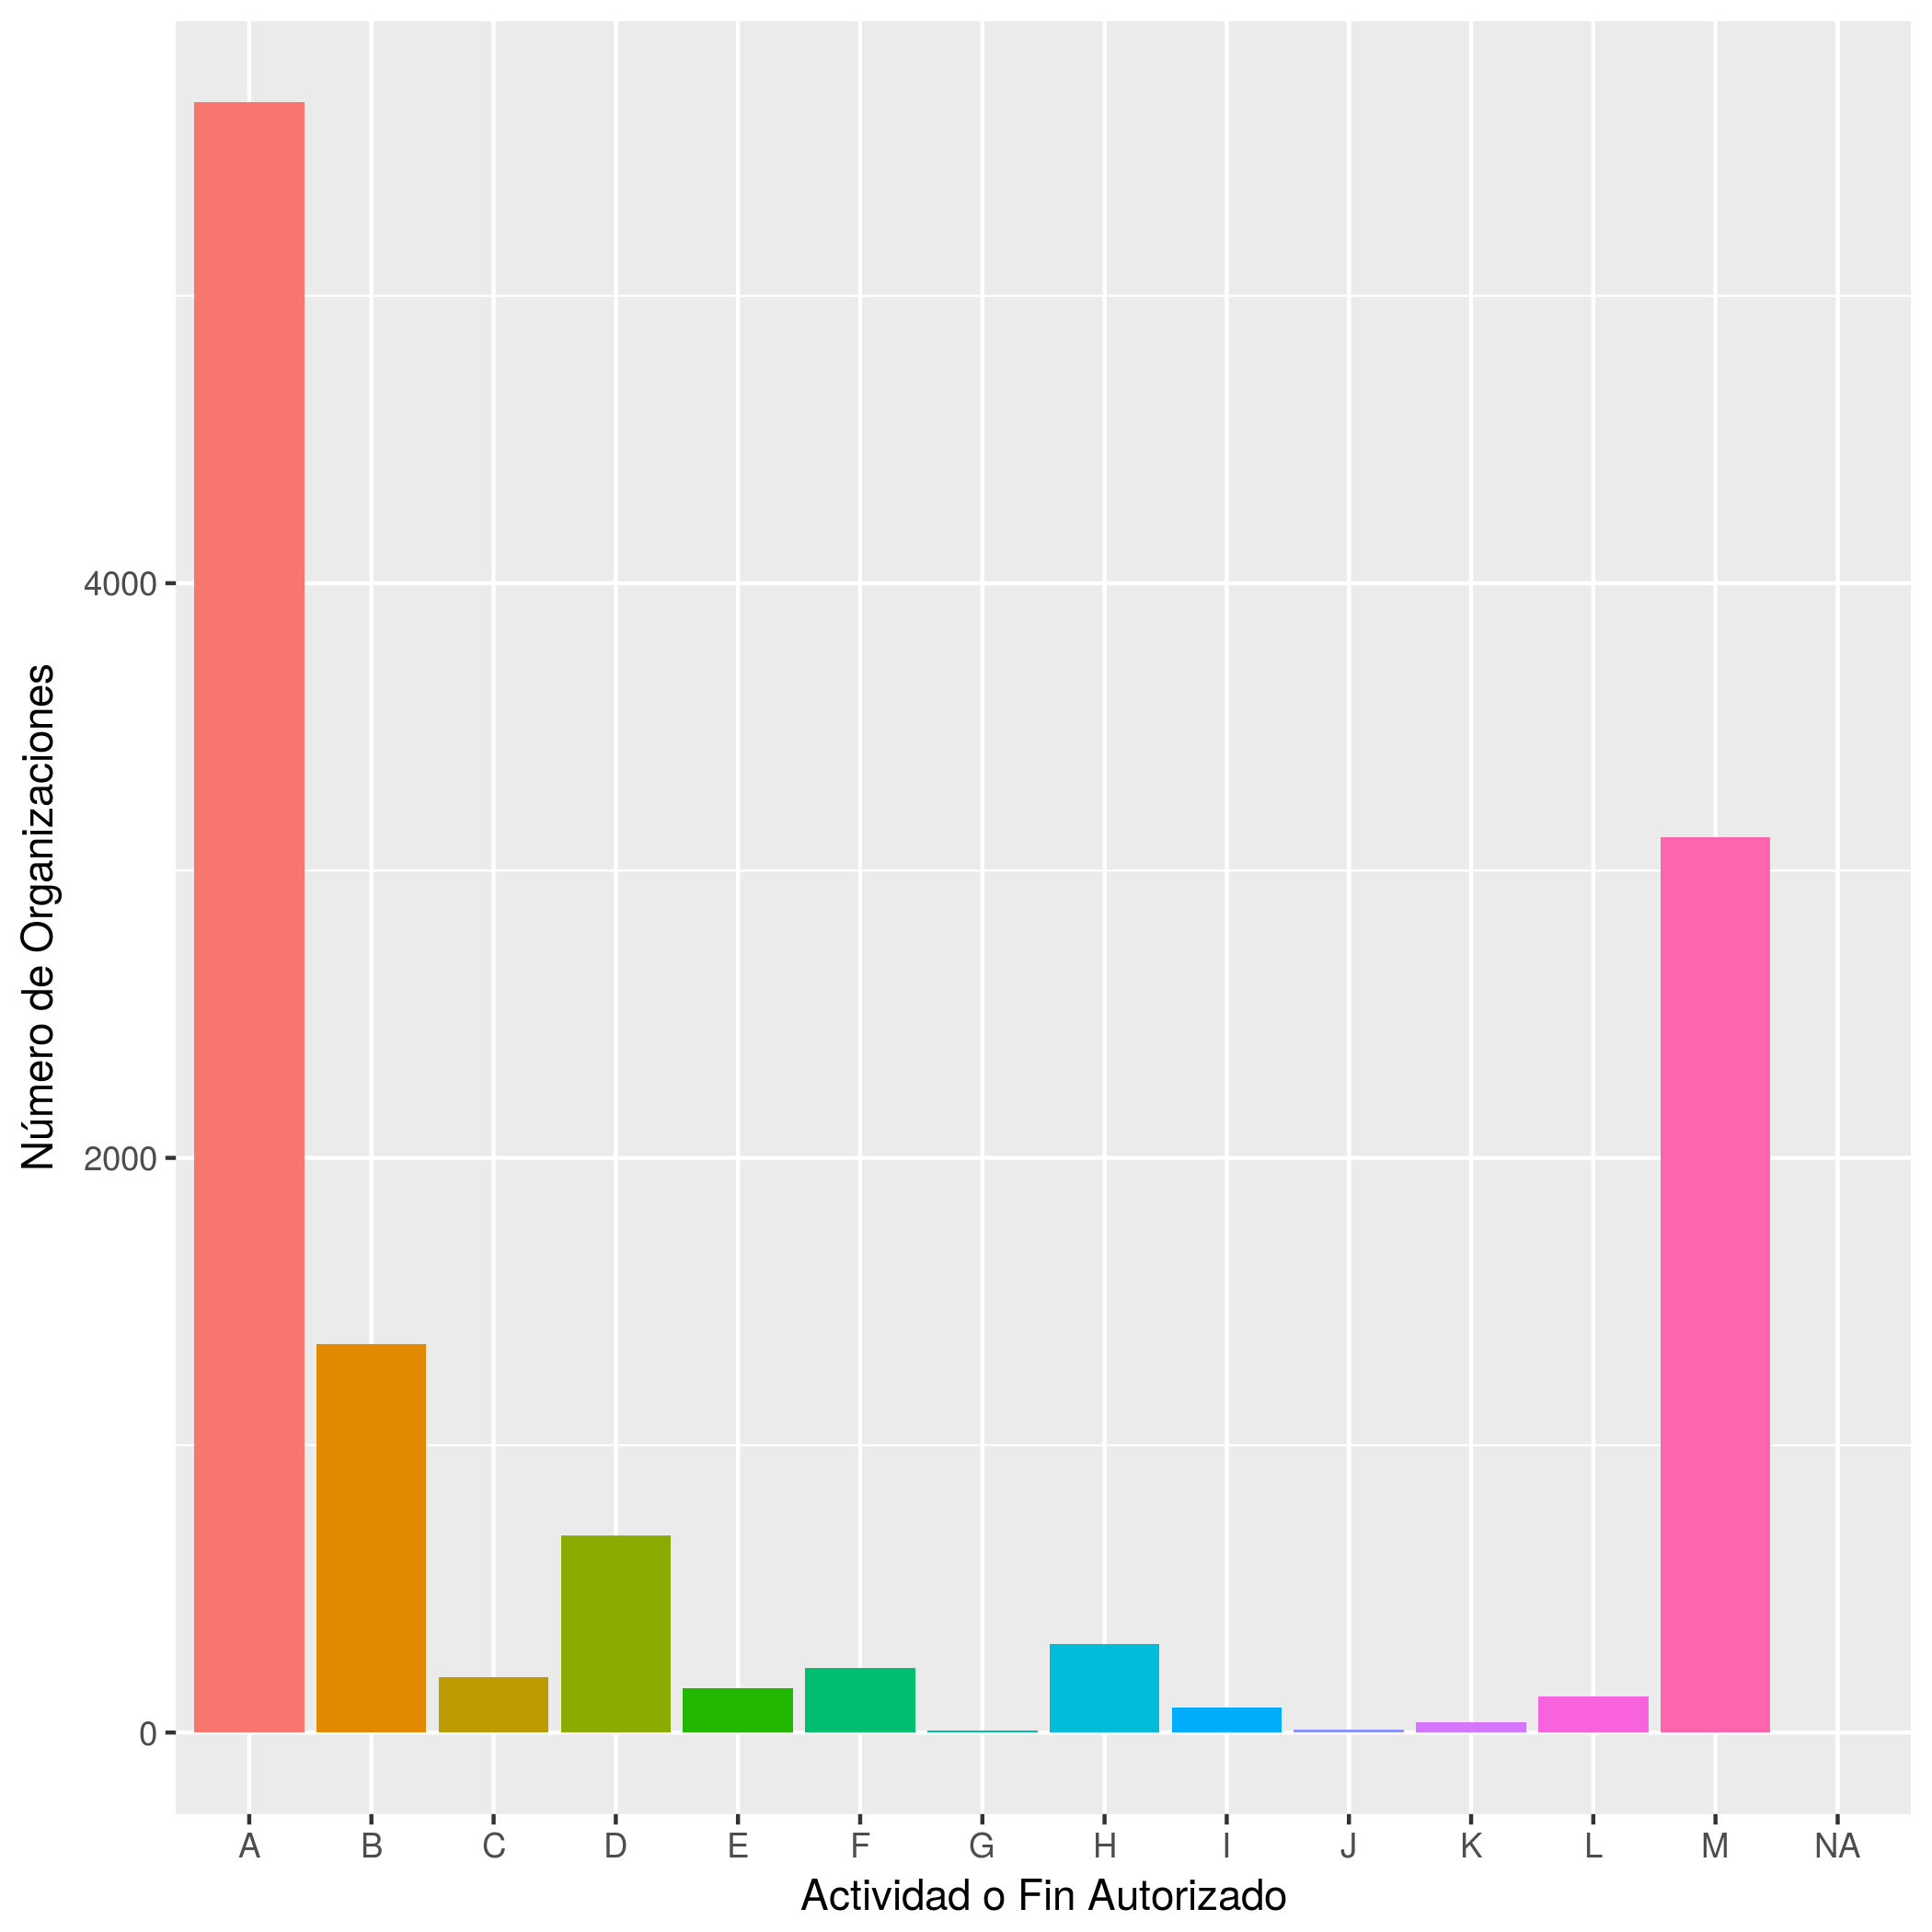 Número de Organizaciones
4000
2000
0
A B C D E F G H I J K L M NA
Actividad o Fin Autorizado